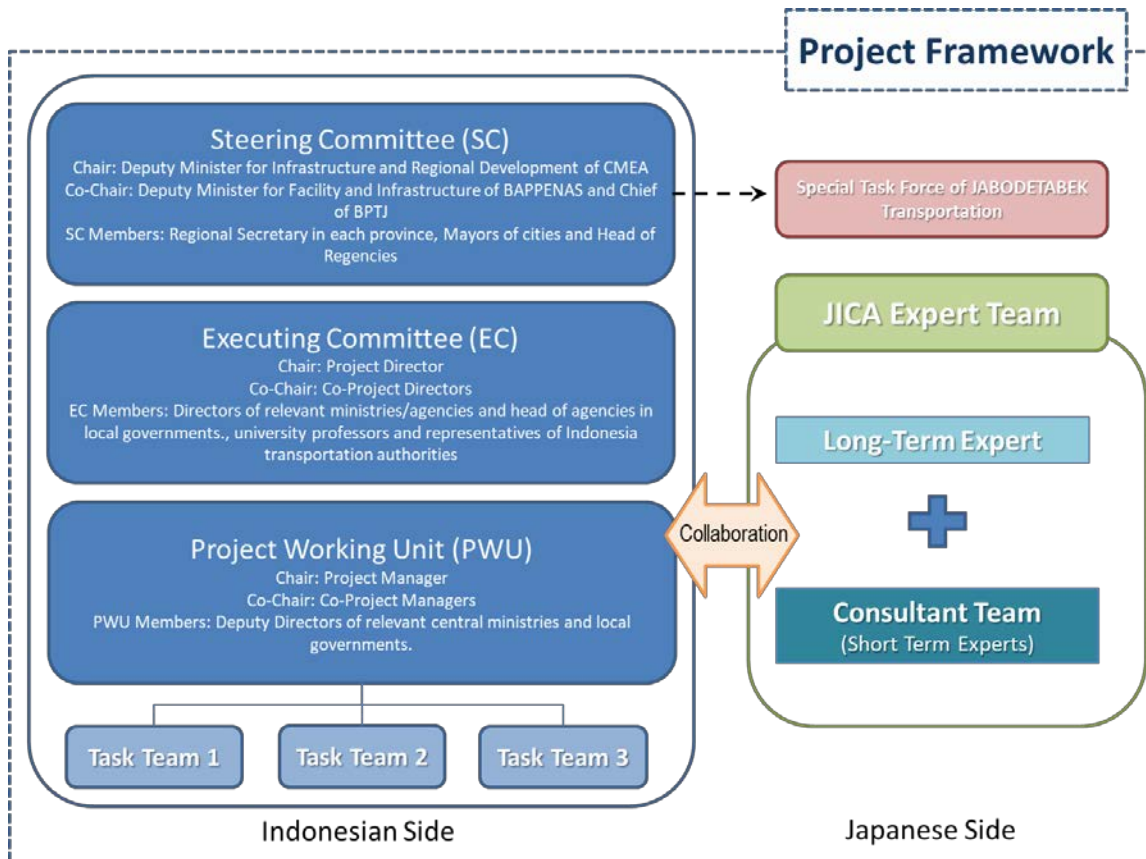 Project Framework
Steering Committee (SC)
Chair: Deputy Minister for Infrastructure and Regional Development of CMEA
Co-Chair: Deputy Minister for Facility and Infrastructure of BAPPENAS and Chief
of BPTJ
SC Members: Regional Secretary in each province, Mayors of cities and Head of
Regencies
Special Task Force of JABODETABEK
Transportation
Executing Committee (EC)
Chair: Project Director
Co-Chair: Co-Project Directors
EC Members: Directors of relevant ministries/agencies and head of agencies in
local governments., university professors and representatives of Indonesia
transportation authorities
Project Working Unit (PWU)
Chair: Project Manager
Co-Chair: Co-Project Managers
PWU Members: Deputy Directors of relevant central ministries and local
governments.
Task Team 1
Task Team 2
Task Team 3
Indonesian Side
Collaboration
JICA Expert Team
Long-Term Expert
Consultant Team
(Short Term Experts)
Japanese Side